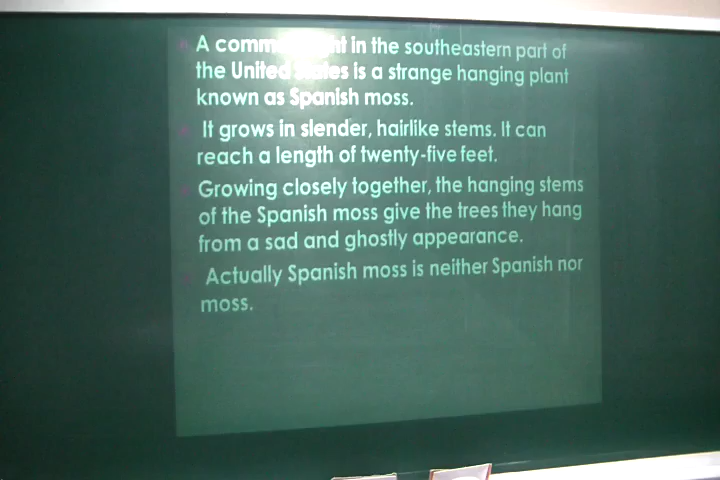 A comm ht in the southeastern part of
the United States is a strange hanging plant
known as Spanish moss.
It grows in slender, hairlike stems. It can
reach a length of twenty-five feet.
Growing closely together, the hanging stems
of the Spanish moss give the trees they hang
from a sad and ghostly appearance.
Actually Spanish moss is neither Spanish nor
moss.